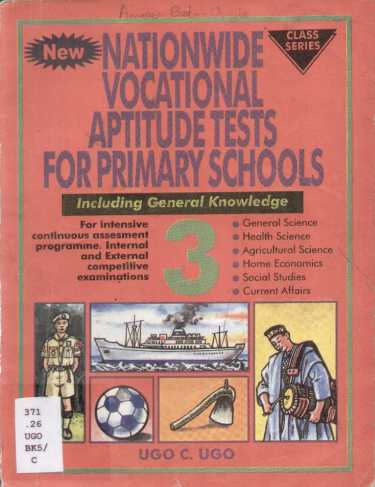 New
CLASS
SERIES
NATIONWIDE
VOCATIONAL
APTITUDE TESTS
FOR PRIMARY SCHOOLS
Including General Knowledge
For intensive
continuous assesment
programme. Internal
and External
competitive
examinations
3
• General Science
• Health Science
• Agricultural Science
• Home Economics
• Social Studies
• Current Affairs
371
.26
UGO
BK5/
C
UGO C. UGO